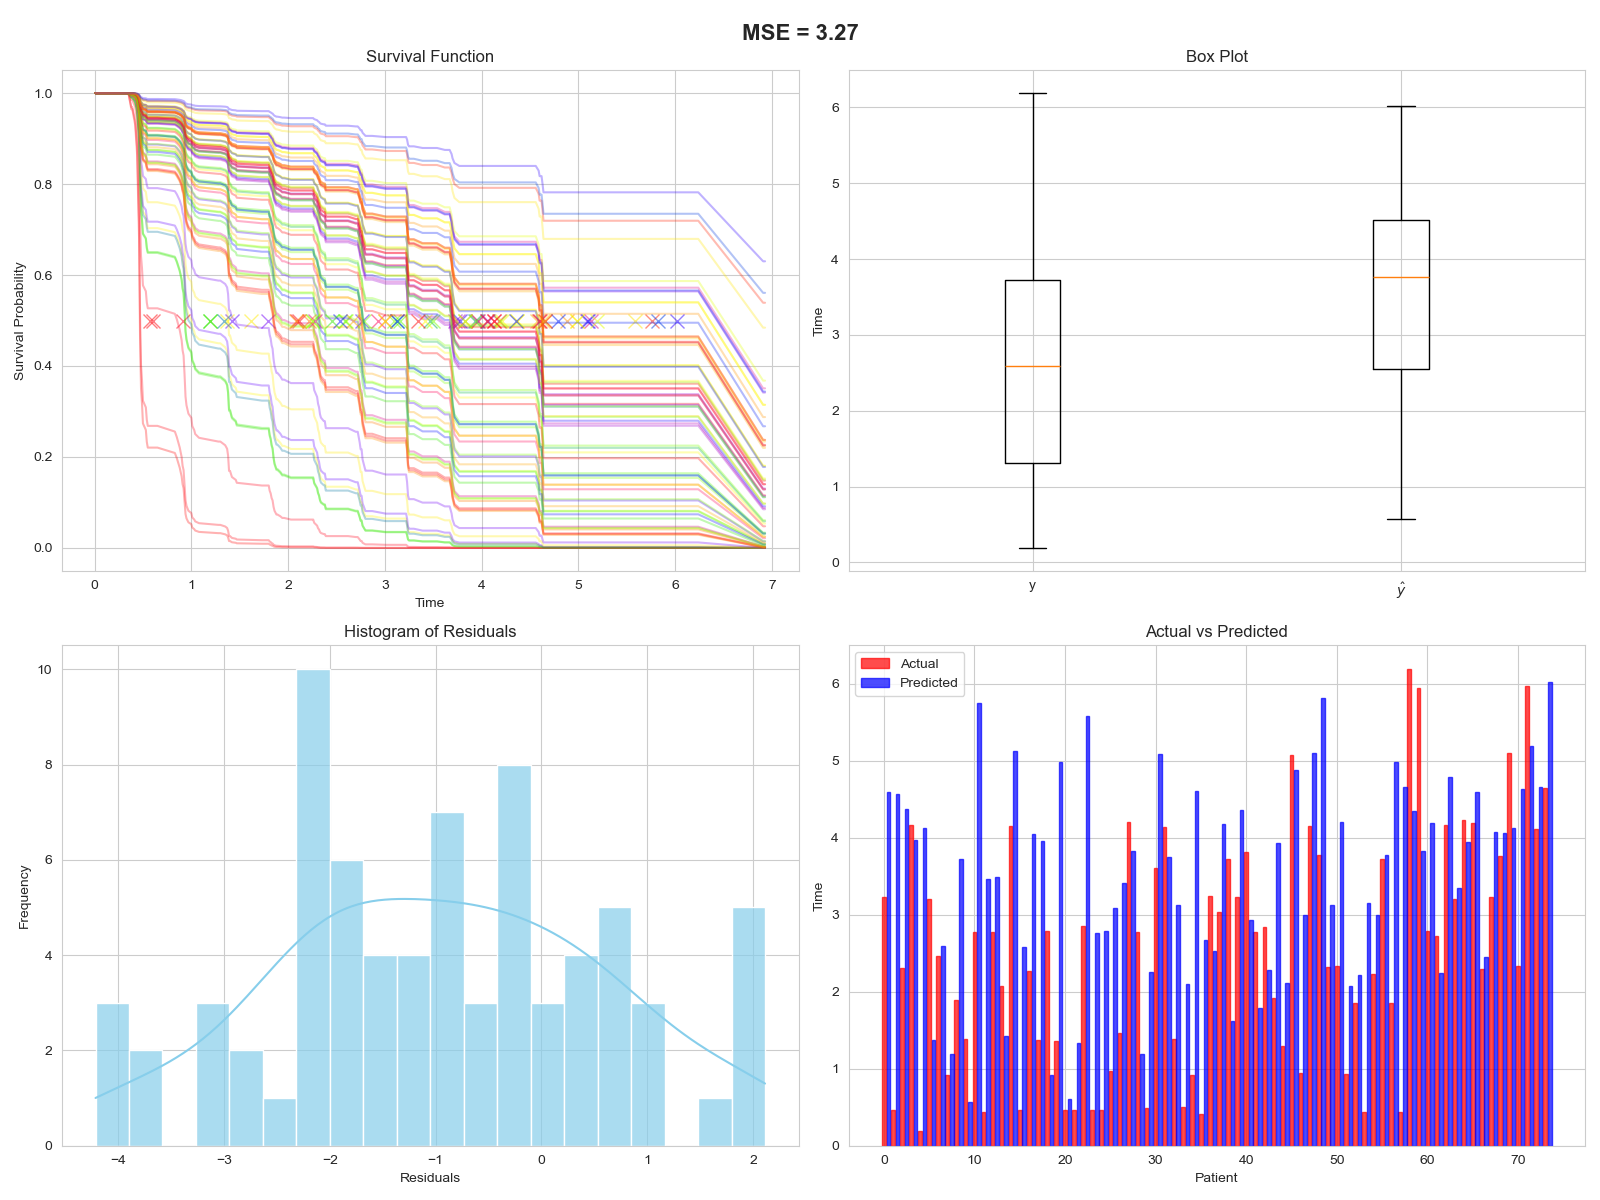 MSE = 3.27
Survival Function
Survival Probability
1.0
0.8
0.6
0.4
0.2
0.0
0 1 2 3 4 5 6 7
Time
Box Plot
Time
6
5
4
3
2
1
0
y ŷ
Histogram of Residuals
Frequency
10
8
6
4
2
0
−4 −3 −2 −1 0 1 2
Residuals
Actual vs Predicted
Actual
Predicted
Time
6
5
4
3
2
1
0
0 10 20 30 40 50 60 70
Patient